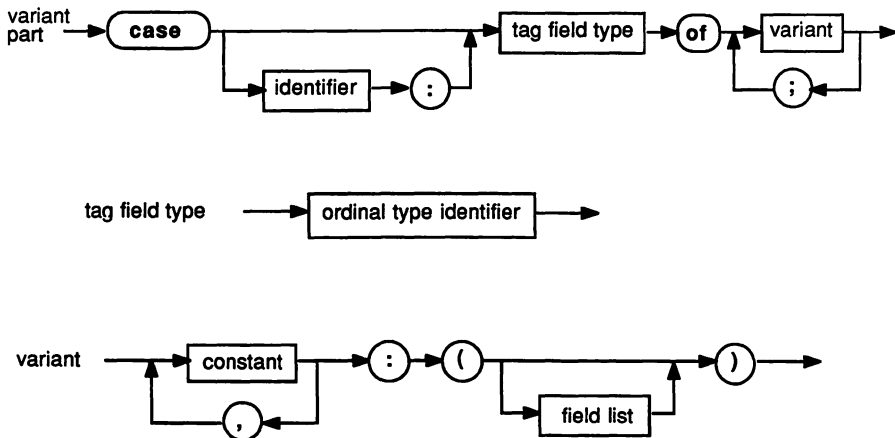 variant
part
case
identifier
:
tag field type
of
variant
;
tag field type
ordinal type identifier
variant
constant
,
:
(
field list
)